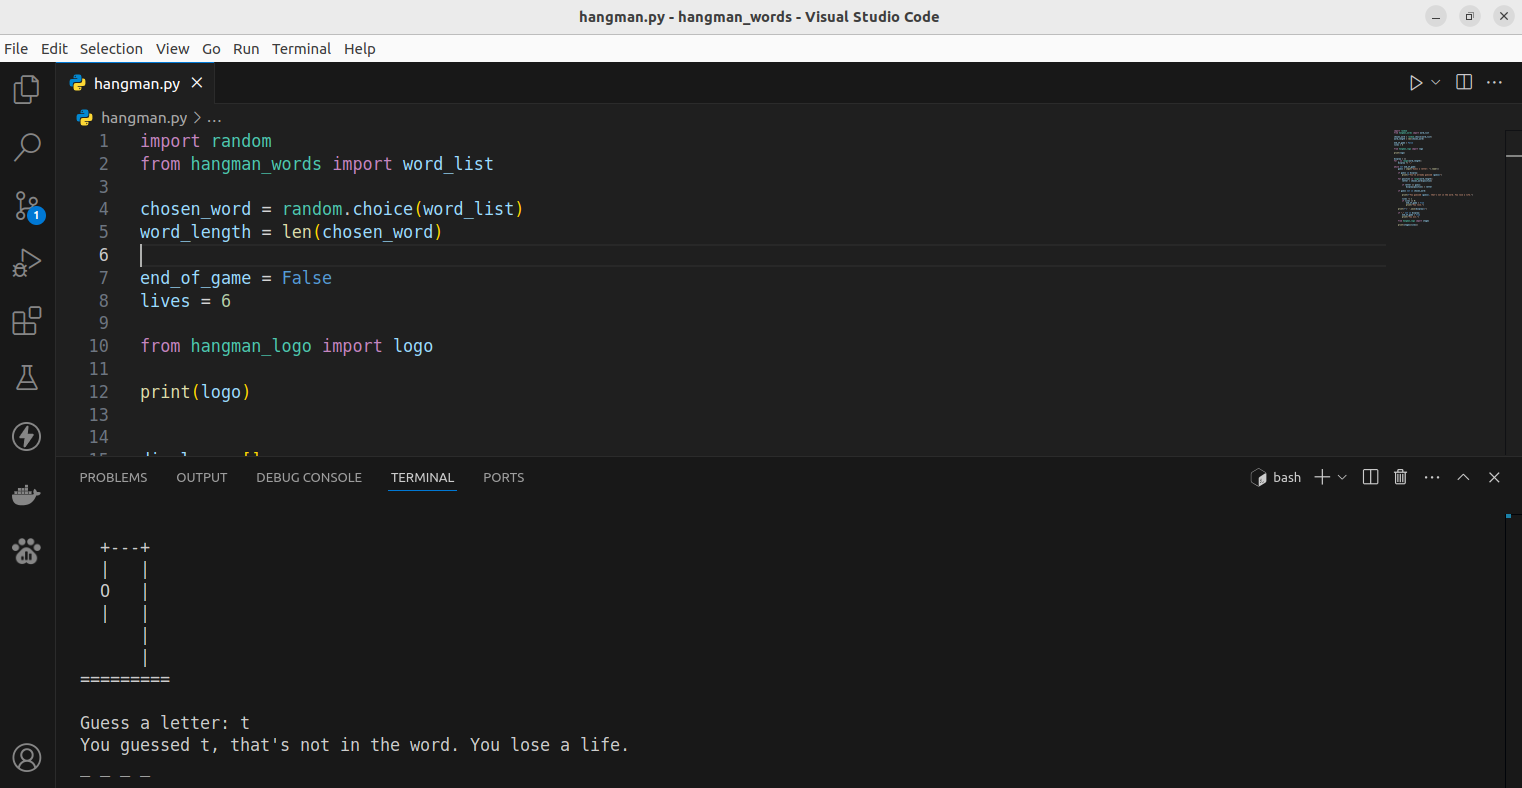 hangman.py - hangman_words - Visual Studio Code
File Edit Selection View Go Run Terminal Help
hangman.py
hangman.py > ...
1 import random
2 from hangman_words import word_list
3
4 chosen_word = random.choice(word_list)
5 word_length = len(chosen_word)
6
7 end_of_game = False
8 lives = 6
9
10 from hangman_logo import logo
11
12 print(logo)
13
14
1
PROBLEMS OUTPUT DEBUG CONSOLE TERMINAL PORTS
bash
+---+
|   |
O   |
|   |
    |
    |
=========
Guess a letter: t
You guessed t, that's not in the word. You lose a life.
_ _ _ _